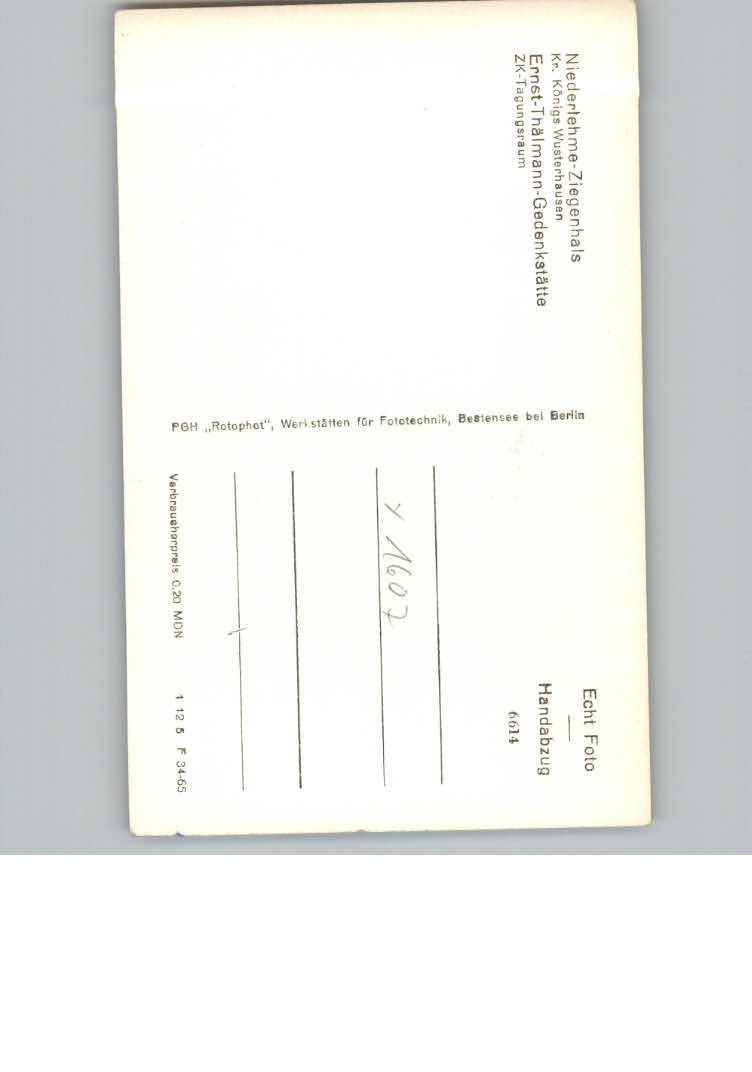 Niederlehme-Ziegenhals
Kr. Königs Wusterhausen
Ernst-Thälmann-Gedenkstätte
ZK-Tagungsraum
PGH „Rotophot“, Werkstätten für Fototechnik, Bestensee bei Berlin
Echt Foto
Handabzug
6614
x 1607
Verbraucherpreis 0,20 MDN
1 12 5 F 34-65